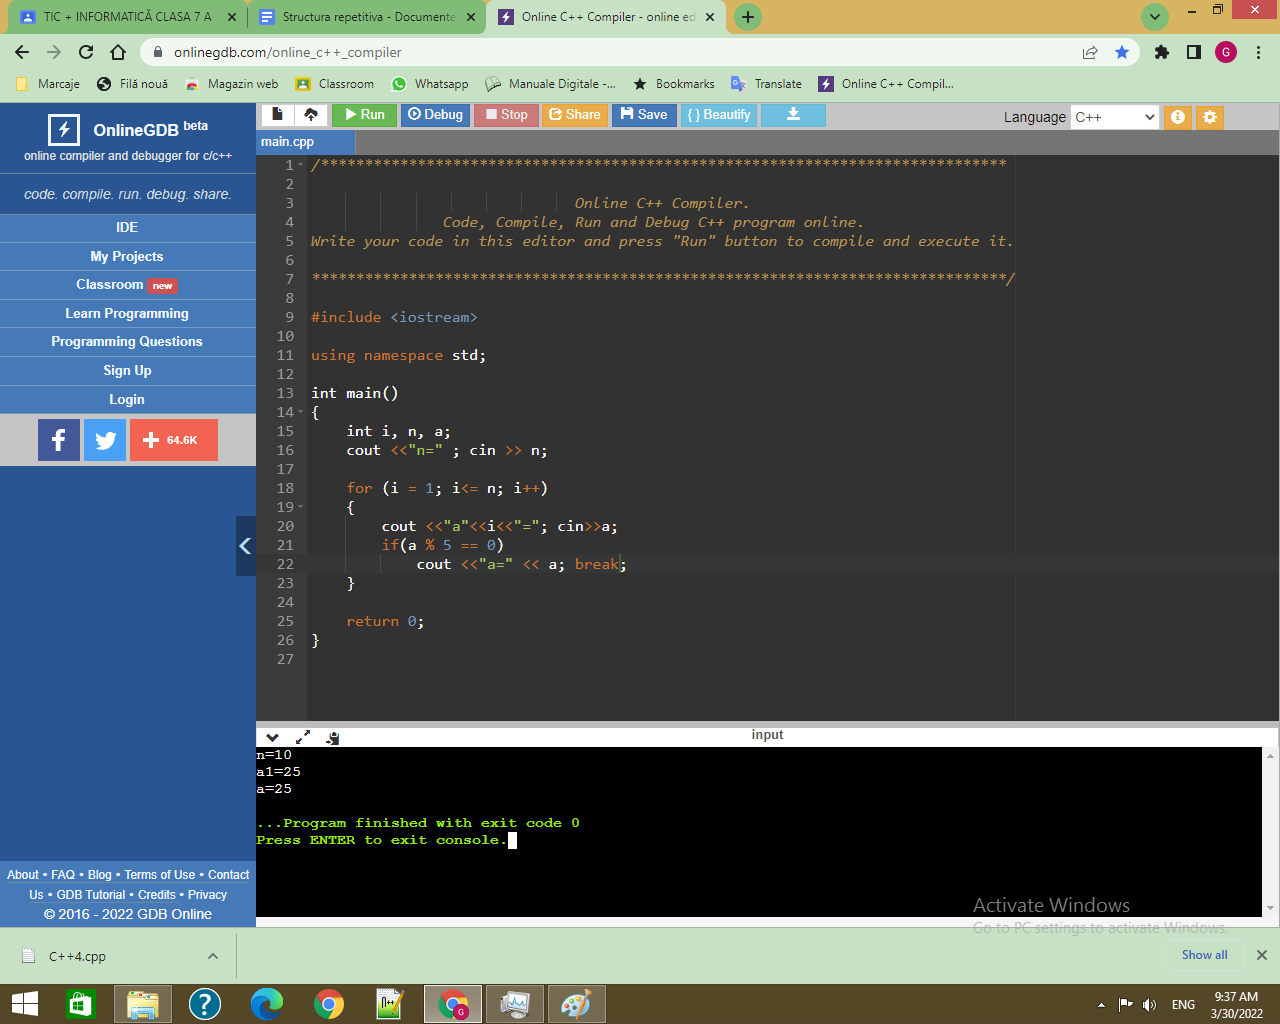 TIC + INFORMATICĂ CLASA 7 A
Structura repetitiva - Documente
Online C++ Compiler - online ed
onlinegdb.com/online_c++_compiler
G
Marcaje
Filă nouă
Magazin web
Classroom
Whatsapp
Manuale Digitale -...
Bookmarks
Translate
Online C++ Compil...
OnlineGDB beta
online compiler and debugger for c/c++
code. compile. run. debug. share.
IDE
My Projects
Classroom new
Learn Programming
Programming Questions
Sign Up
Login
64.6K
About • FAQ • Blog • Terms of Use • Contact
Us • GDB Tutorial • Credits • Privacy
© 2016 - 2022 GDB Online
Run Debug Stop Share Save { } Beautify
Language C++
main.cpp
1 /******************************************************************************
2
3 Online C++ Compiler.
4 Code, Compile, Run and Debug C++ program online.
5 Write your code in this editor and press "Run" button to compile and execute it.
6
7 *******************************************************************************/
8
9 #include <iostream>
10
11 using namespace std;
12
13 int main()
14 {
15 int i, n, a;
16 cout <<"n=" ; cin >> n;
17
18 for (i = 1; i<= n; i++)
19 {
20 cout <<"a"<<i<<"="; cin>>a;
21 if(a % 5 == 0)
22 cout <<"a=" << a; break;
23 }
24
25 return 0;
26 }
27
input
n=10
a1=25
a=25
...Program finished with exit code 0
Press ENTER to exit console.
Activate Windows
Go to PC settings to activate Windows.
C++4.cpp
Show all
ENG
9:37 AM
3/30/2022